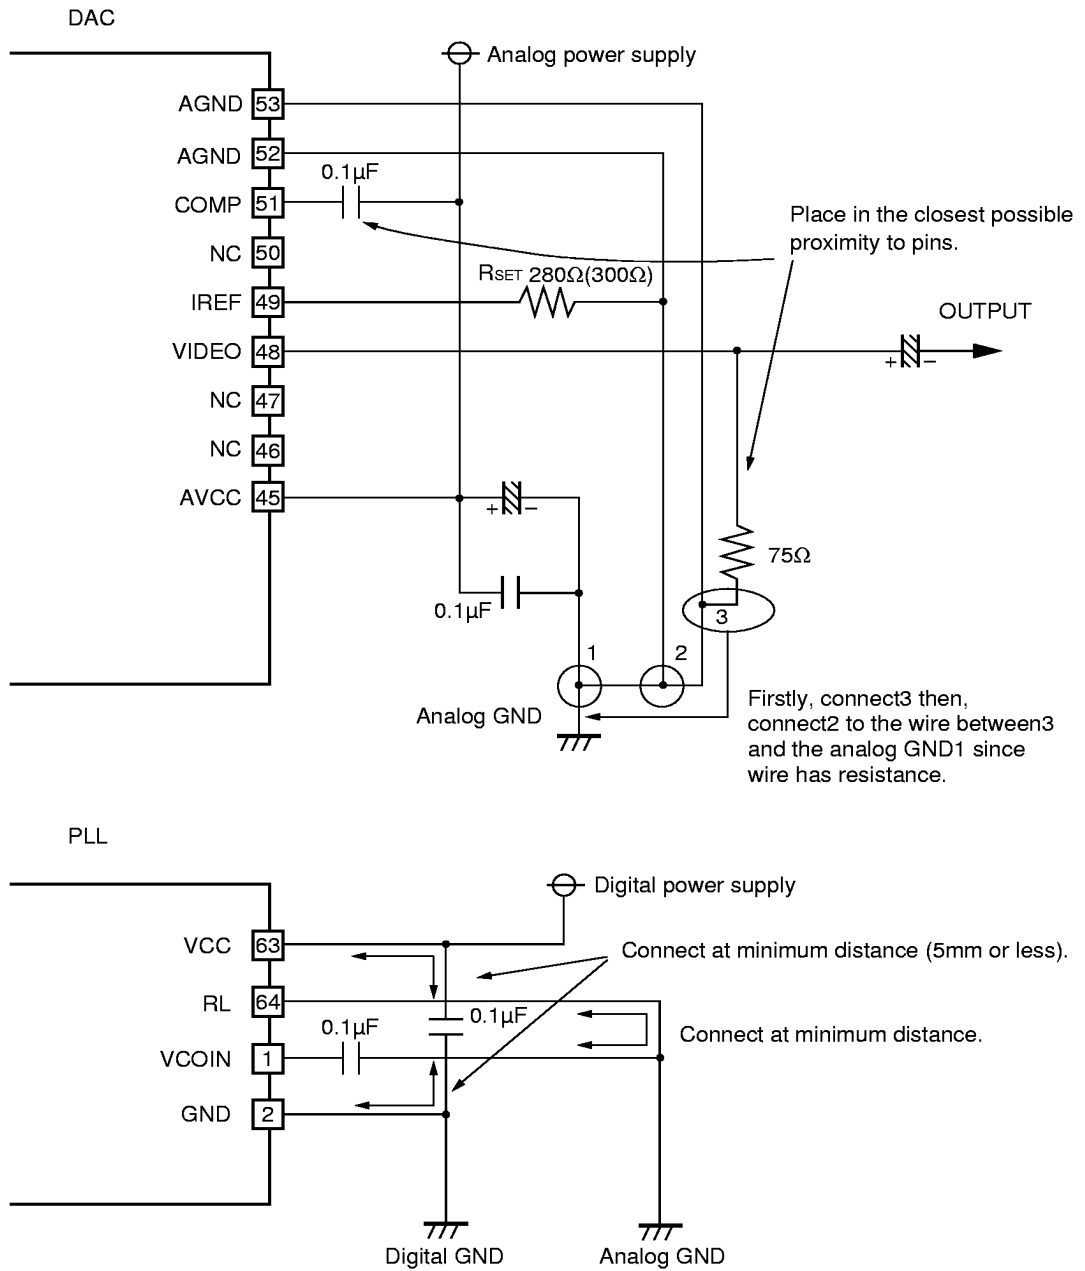 DAC
Analog power supply
AGND 53
AGND 52
0.1µF
COMP 51
Place in the closest possible
proximity to pins.
NC 50
RSET 280Ω(300Ω)
IREF 49
OUTPUT
VIDEO 48
+ −
NC 47
NC 46
AVCC 45
+ −
75Ω
0.1µF
3
1
2
Analog GND
Firstly, connect3 then,
connect2 to the wire between3
and the analog GND1 since
wire has resistance.
PLL
Digital power supply
VCC 63
Connect at minimum distance (5mm or less).
RL 64
0.1µF
0.1µF
Connect at minimum distance.
VCOIN 1
GND 2
Digital GND
Analog GND